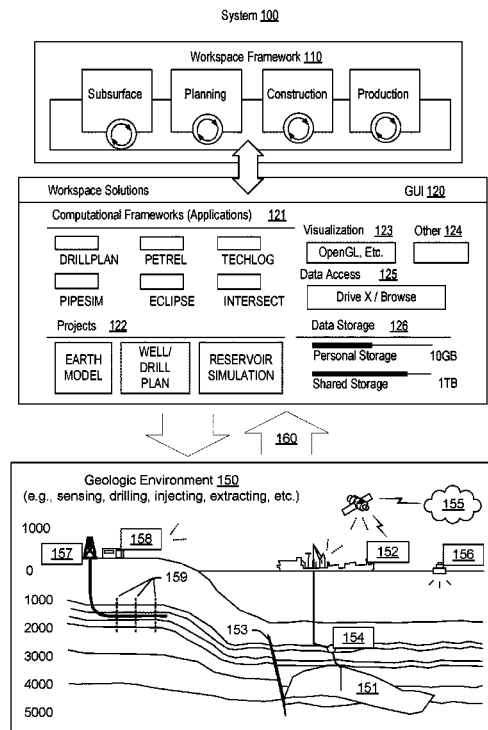 System 100
Workspace Framework 110
Subsurface Planning Construction Production
Workspace Solutions GUI 120
Computational Frameworks (Applications) 121
DRILLPLAN PETREL TECHLOG
PIPESIM ECLIPSE INTERSECT
Visualization 123 Other 124
OpenGL, Etc.
Data Access 125
Drive X / Browse
Projects 122
EARTH MODEL
WELL/ DRILL PLAN
RESERVOIR SIMULATION
Data Storage 126
Personal Storage 10GB
Shared Storage 1TB
160
Geologic Environment 150
(e.g., sensing, drilling, injecting, extracting, etc.)
155
1000
157
158
152
156
0
159
1000
2000
153
154
3000
151
4000
5000